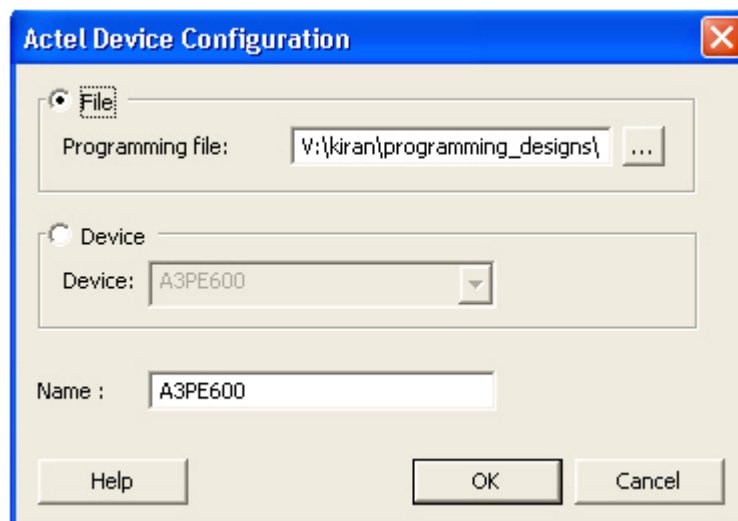 Actel Device Configuration
File
Programming file: V:\kiran\programming_designs\ ...
Device
Device: A3PE600
Name : A3PE600
Help OK Cancel